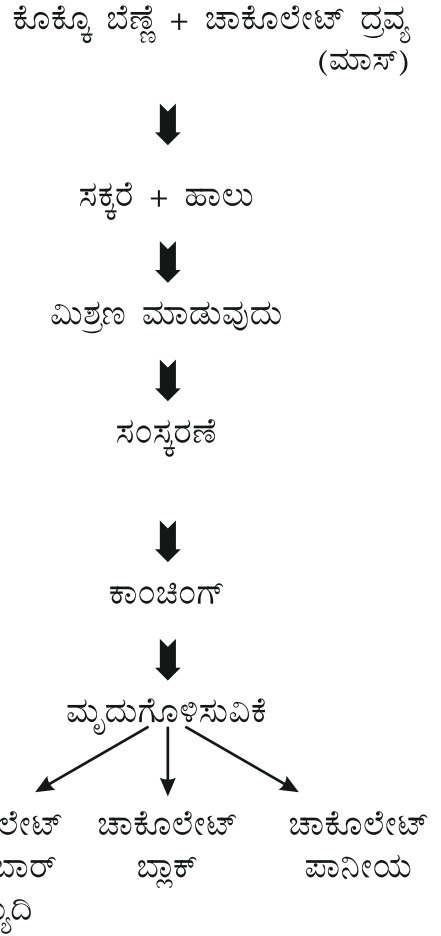 ಕೊಕ್ಕೊ ಬೆಣ್ಣೆ + ಚಾಕೊಲೇಟ್ ದ್ರವ್ಯ
(ಮಾಸ್)
ಸಕ್ಕರೆ + ಹಾಲು
ಮಿಶ್ರಣ ಮಾಡುವುದು
ಸಂಸ್ಕರಣೆ
ಕಾಂಚಿಂಗ್
ಮೃದುಗೊಳಿಸುವಿಕೆ
ಚಾಕೊಲೇಟ್ ಚಾಕೊಲೇಟ್
ಬಾರ್ ಬ್ಲಾಕ್ ಪಾನೀಯ